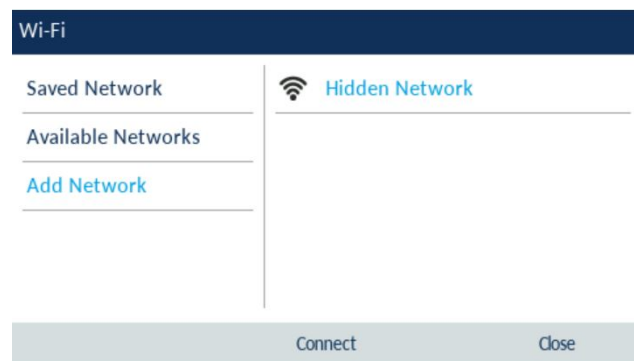 Wi-Fi
Saved Network
Available Networks
Add Network
Hidden Network
Connect
Close